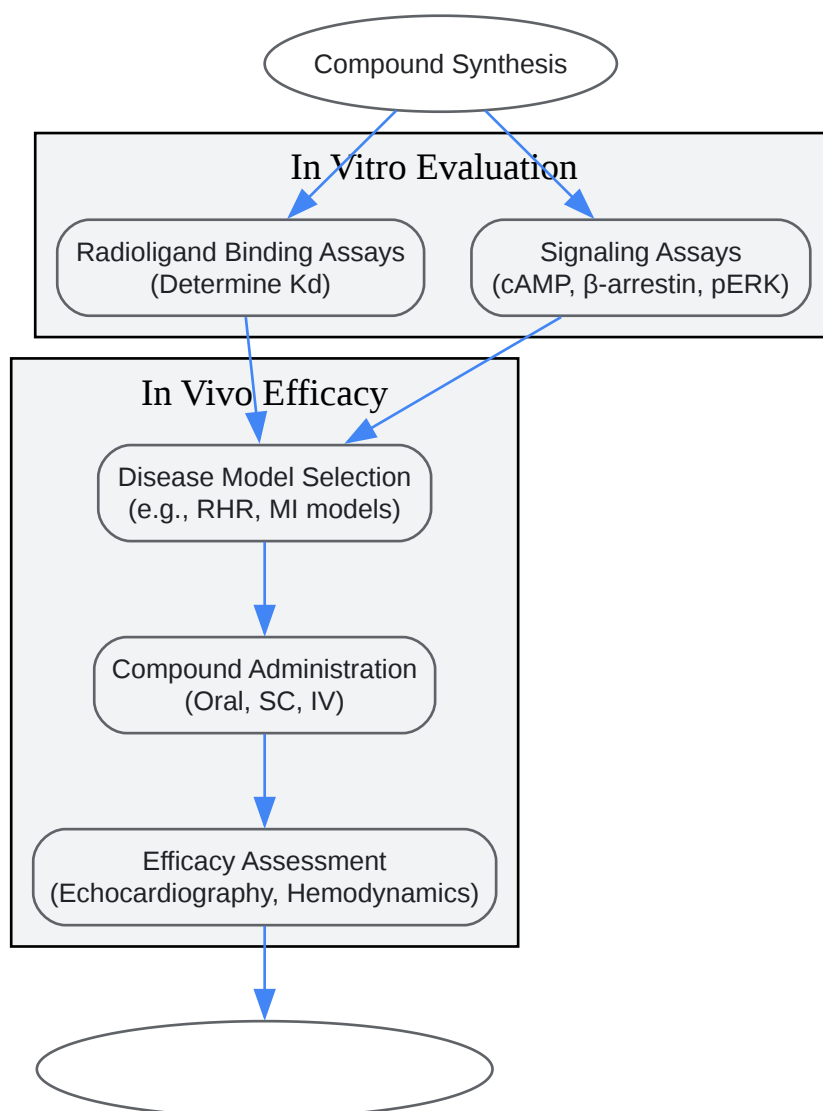 Compound Synthesis
In Vitro Evaluation
Radioligand Binding Assays
(Determine Kd)
Signaling Assays
(cAMP, β-arrestin, pERK)
In Vivo Efficacy
Disease Model Selection
(e.g., RHR, MI models)
Compound Administration
(Oral, SC, IV)
Efficacy Assessment
(Echocardiography, Hemodynamics)